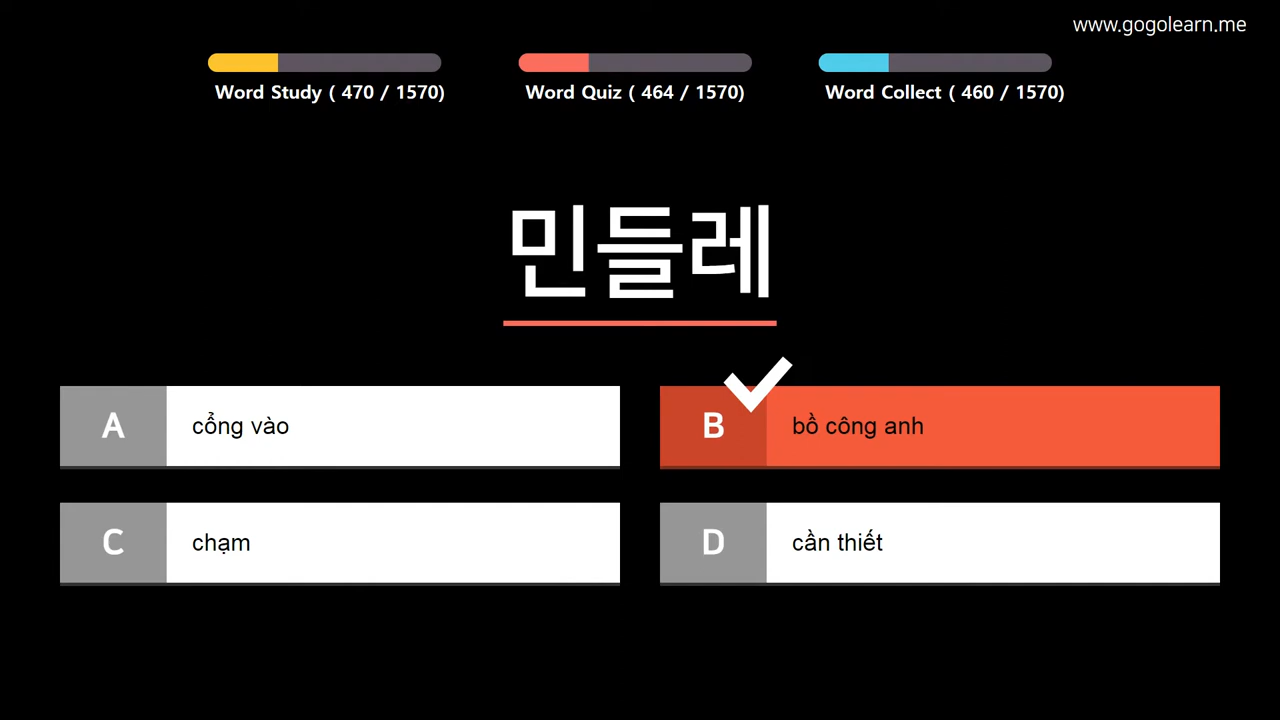 www.gogolearn.me
Word Study ( 470 / 1570)
Word Quiz ( 464 / 1570)
Word Collect ( 460 / 1570)
민들레
A cổng vào
B bồ công anh
C chạm
D cần thiết